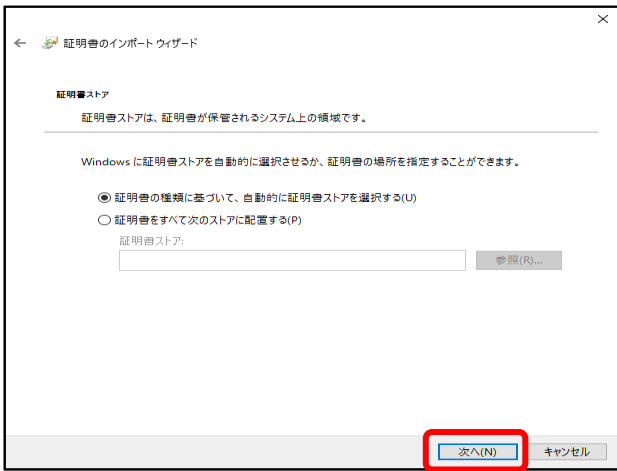 証明書のインポート ウィザード
証明書ストア
証明書ストアは、証明書が保管されるシステム上の領域です。
Windows に証明書ストアを自動的に選択させるか、証明書の場所を指定することができます。
証明書の種類に基づいて、自動的に証明書ストアを選択する(U)
証明書をすべて次のストアに配置する(P)
証明書ストア:
参照(R)...
次へ(N) キャンセル